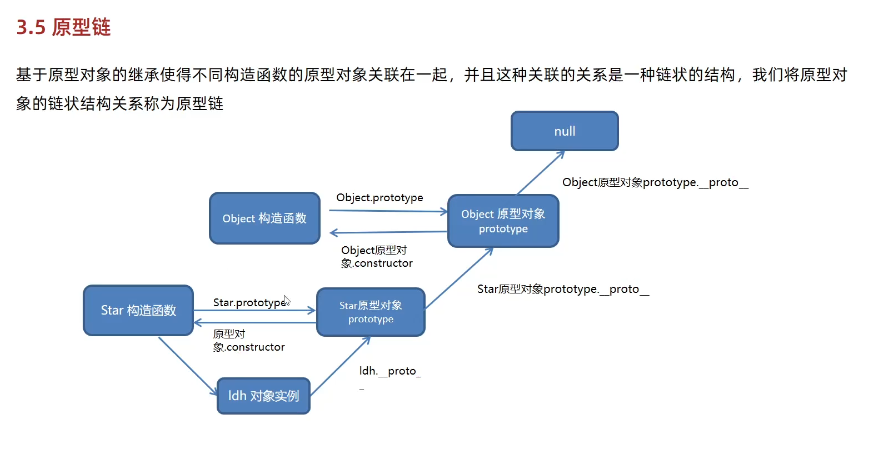 3.5 原型链
基于原型对象的继承使得不同构造函数的原型对象关联在一起，并且这种关联的关系是一种链状的结构，我们将原型对
象的链状结构关系称为原型链
null
Object原型对象prototype.__proto__
Object.prototype
Object 构造函数
Object 原型对象
prototype
Object原型对
象.constructor
Star原型对象prototype.__proto__
Star 构造函数
Star.prototype
Star原型对象
prototype
原型对
象.constructor
ldh.__proto_
_
ldh 对象实例